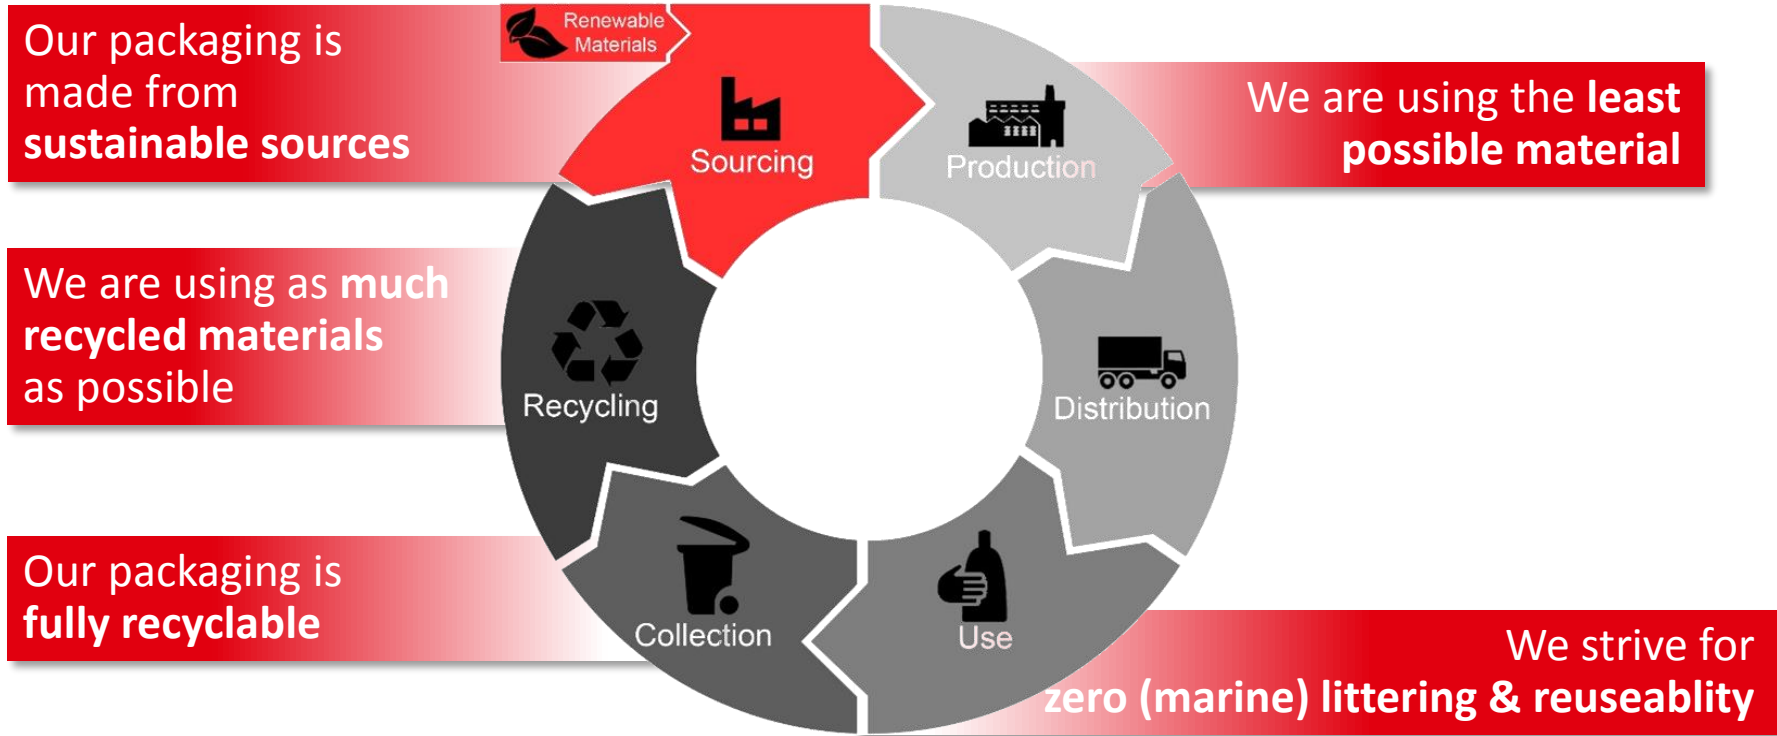 Our packaging is
made from
sustainable sources
Renewable
Materials
Sourcing
Production
We are using the least
possible material
We are using as much
recycled materials
as possible
Recycling
Distribution
Our packaging is
fully recyclable
Collection
Use
We strive for
zero (marine) littering & reuseablity